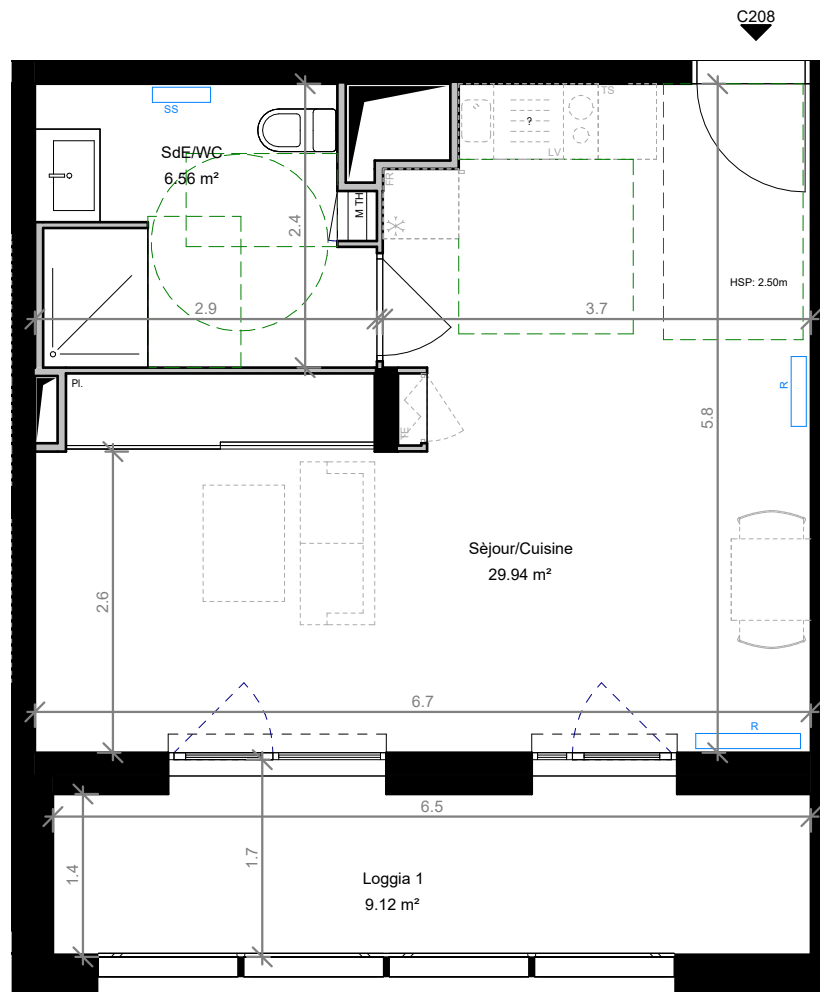 C208
SS
TS
?
LV
SdE/WC
6.56 m²
FR
M TH
2.4
HSP: 2.50m
2.9
3.7
Pl.
R
5.8
TE
Sèjour/Cuisine
29.94 m²
2.6
6.7
R
6.5
1.7
1.4
Loggia 1
9.12 m²